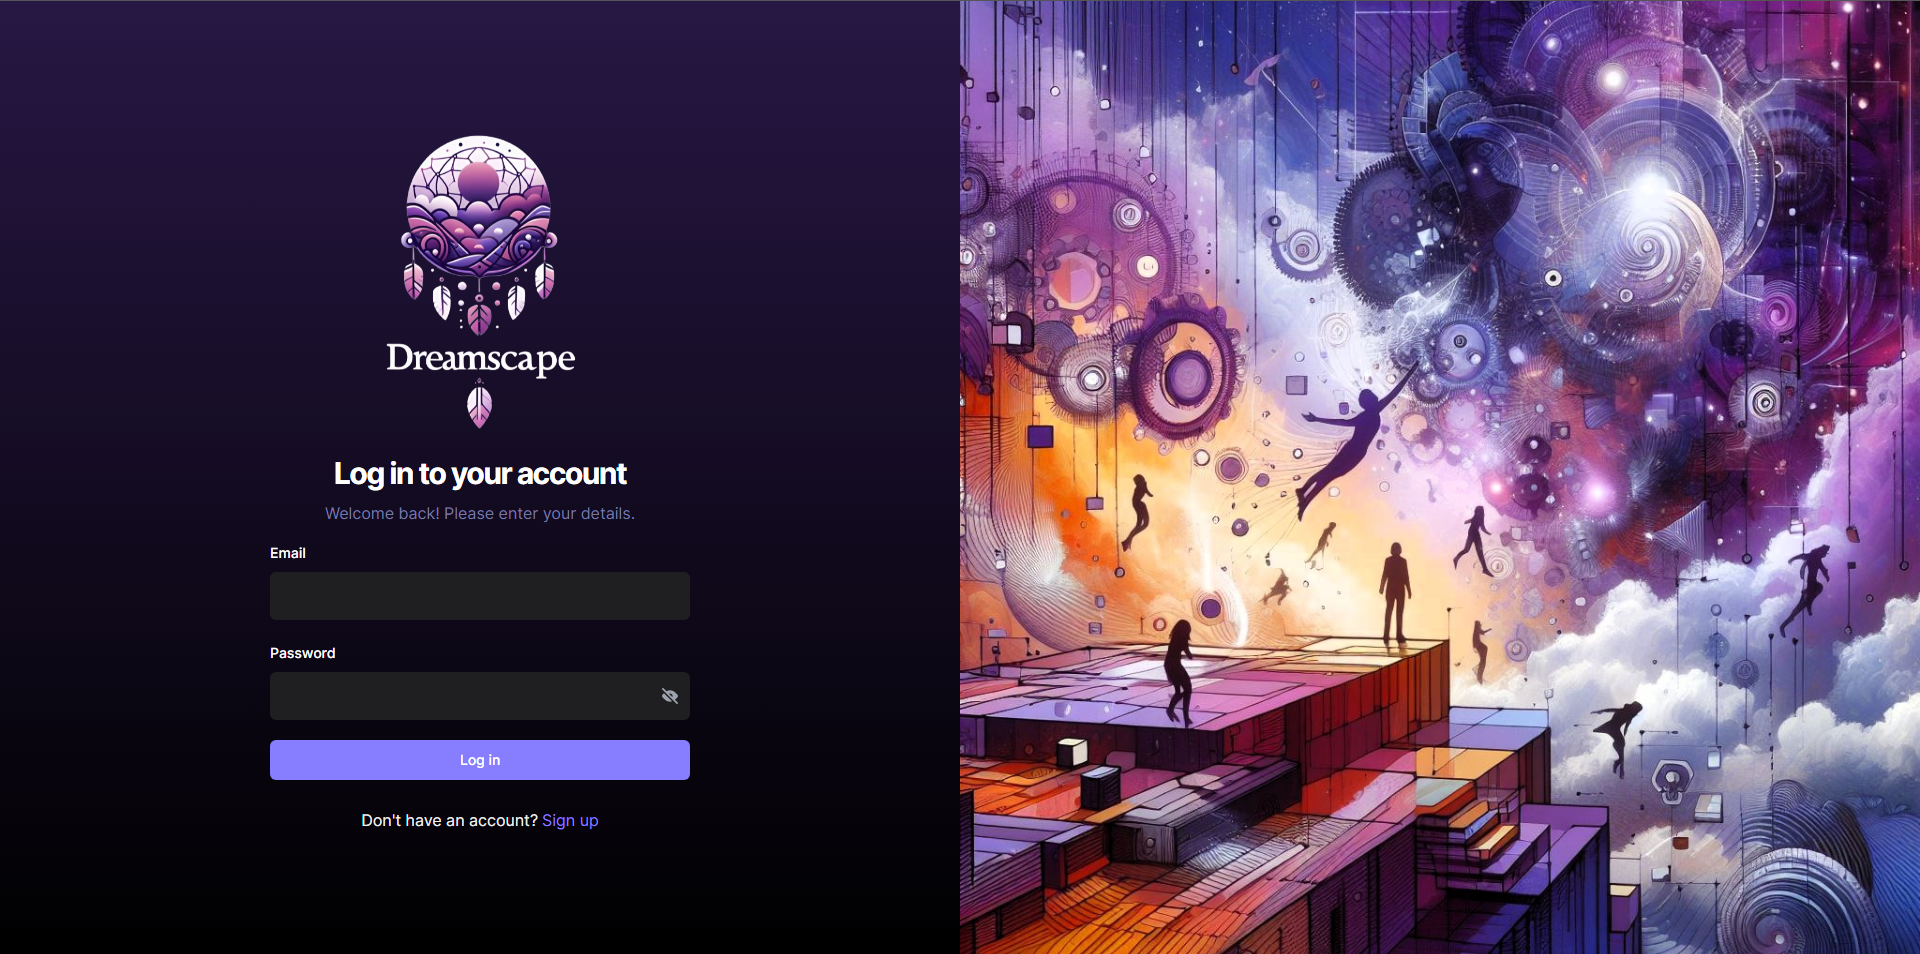 Dreamscape
Log in to your account
Welcome back! Please enter your details.
Email
Password
Log in
Don't have an account? Sign up